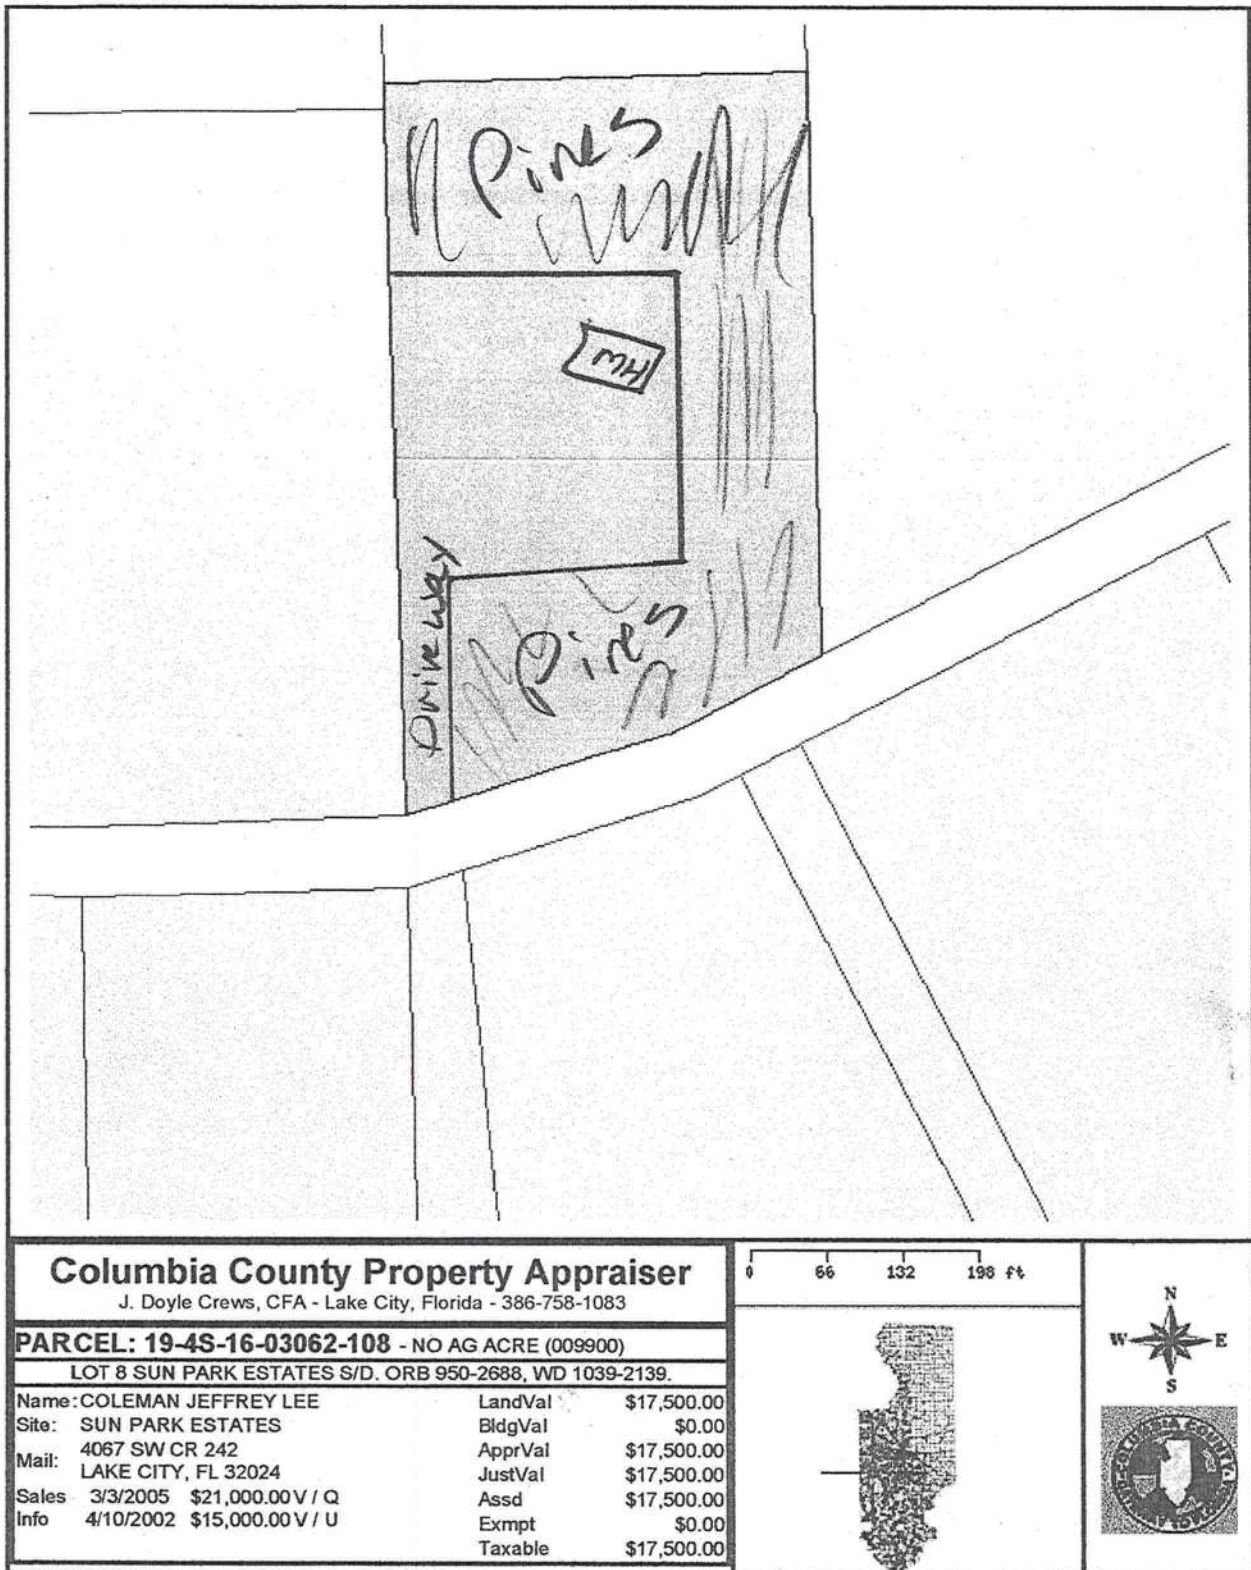 Pines
MH
Driveway
Pines
Columbia County Property Appraiser
J. Doyle Crews, CFA - Lake City, Florida - 386-758-1083
PARCEL: 19-4S-16-03062-108 - NO AG ACRE (009900)
LOT 8 SUN PARK ESTATES S/D. ORB 950-2688, WD 1039-2139.
Name: COLEMAN JEFFREY LEE LandVal $17,500.00
Site: SUN PARK ESTATES BldgVal $0.00
Mail: 4067 SW CR 242 ApprVal $17,500.00
LAKE CITY, FL 32024 JustVal $17,500.00
Sales 3/3/2005 $21,000.00 V / Q Assd $17,500.00
Info 4/10/2002 $15,000.00 V / U Exmpt $0.00
Taxable $17,500.00
0 66 132 198 ft
N
W E
S
COLUMBIA COUNTY